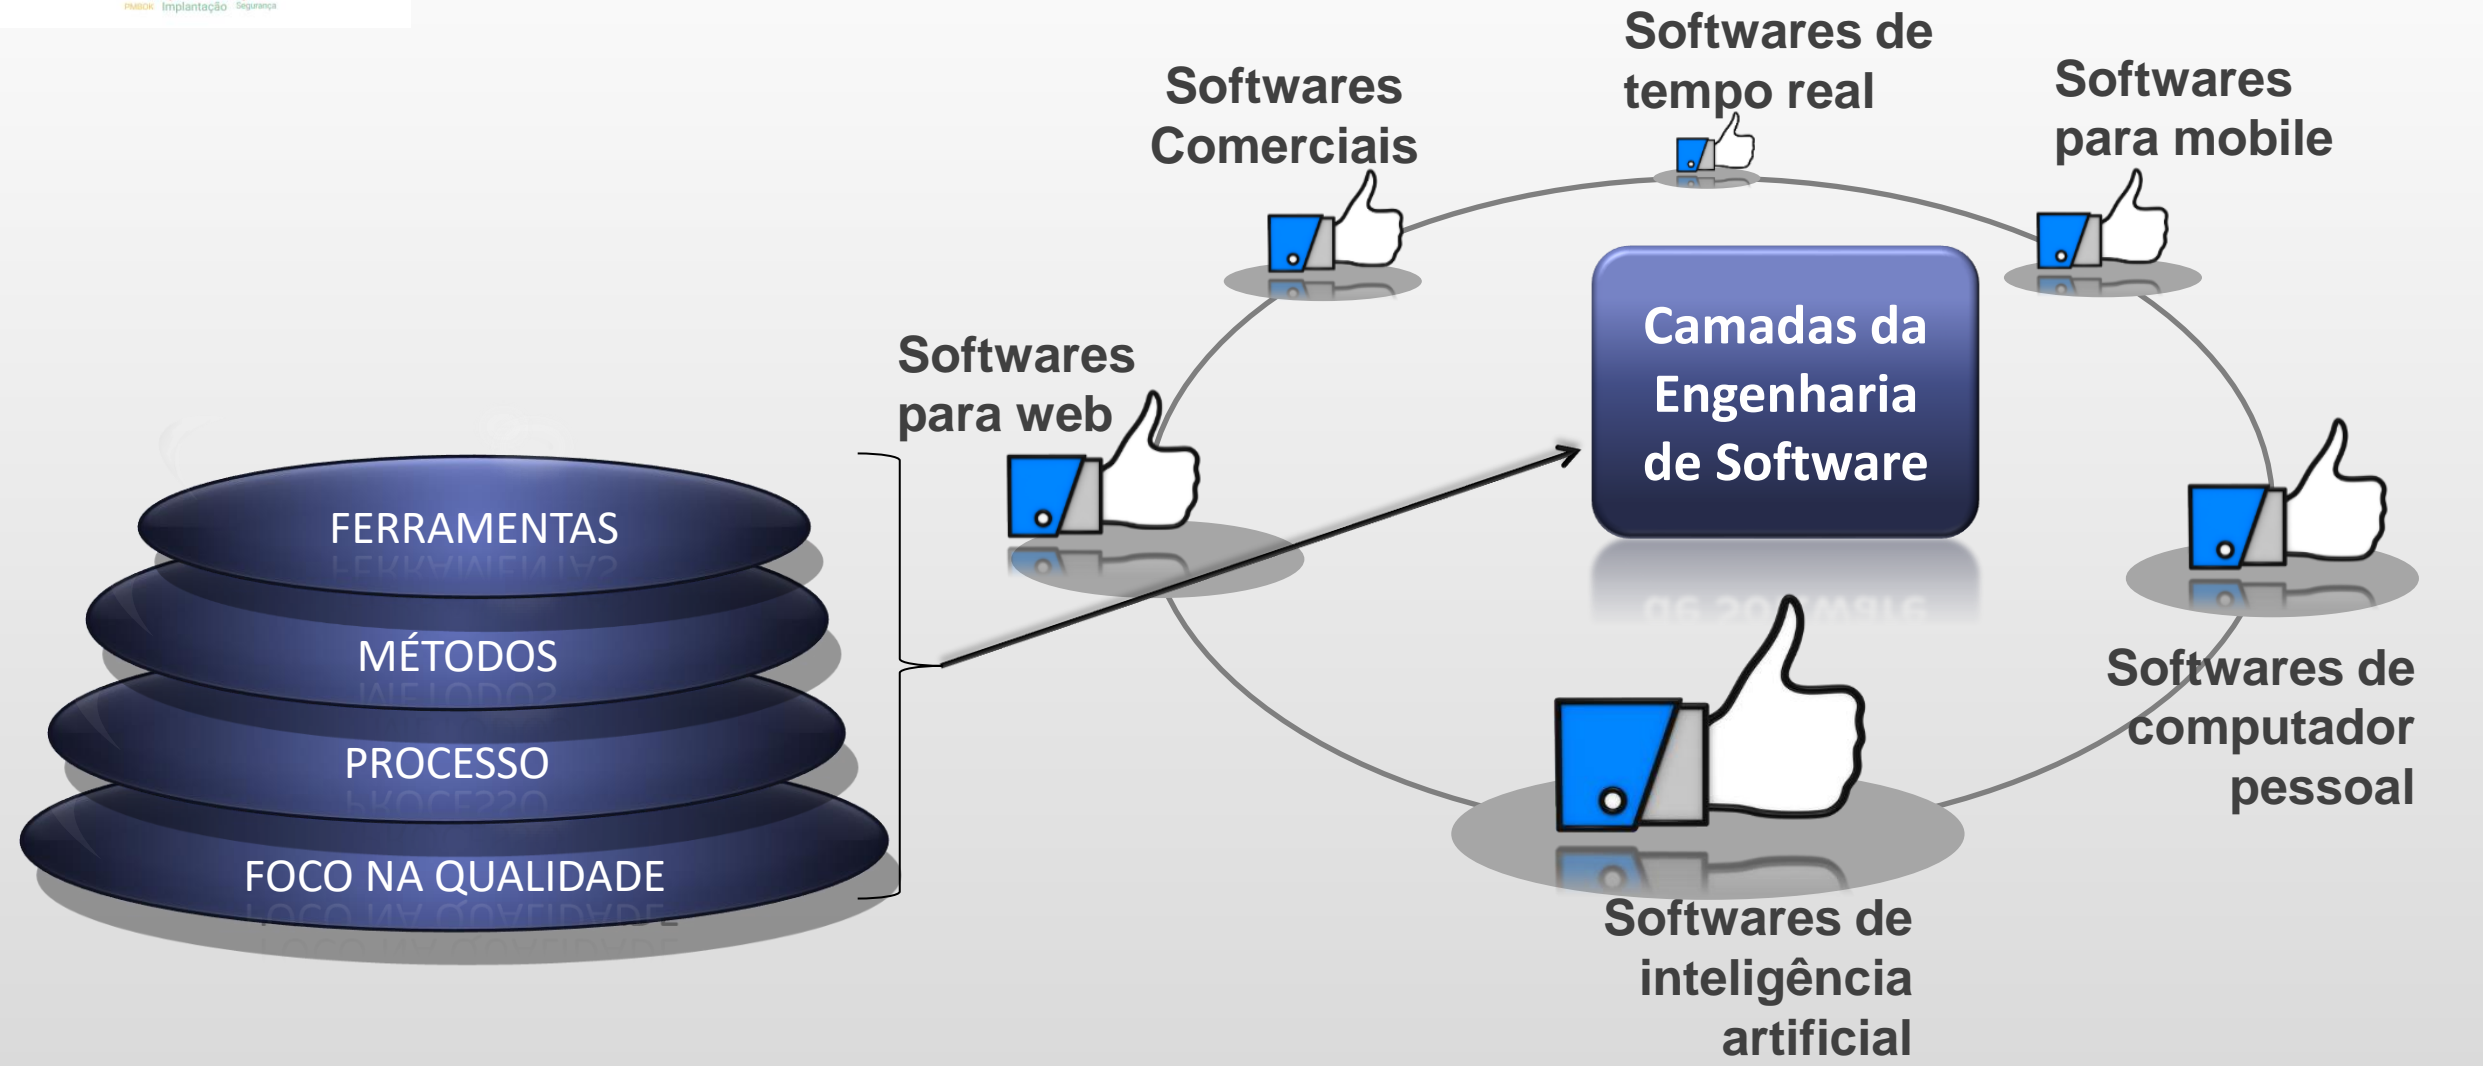 PMBOK Implantação Segurança
Softwares de
tempo real
Softwares
Comerciais
Softwares
para mobile
Softwares
para web
Camadas da
Engenharia
de Software
FERRAMENTAS
MÉTODOS
PROCESSO
FOCO NA QUALIDADE
Softwares de
computador
pessoal
Softwares de
inteligência
artificial